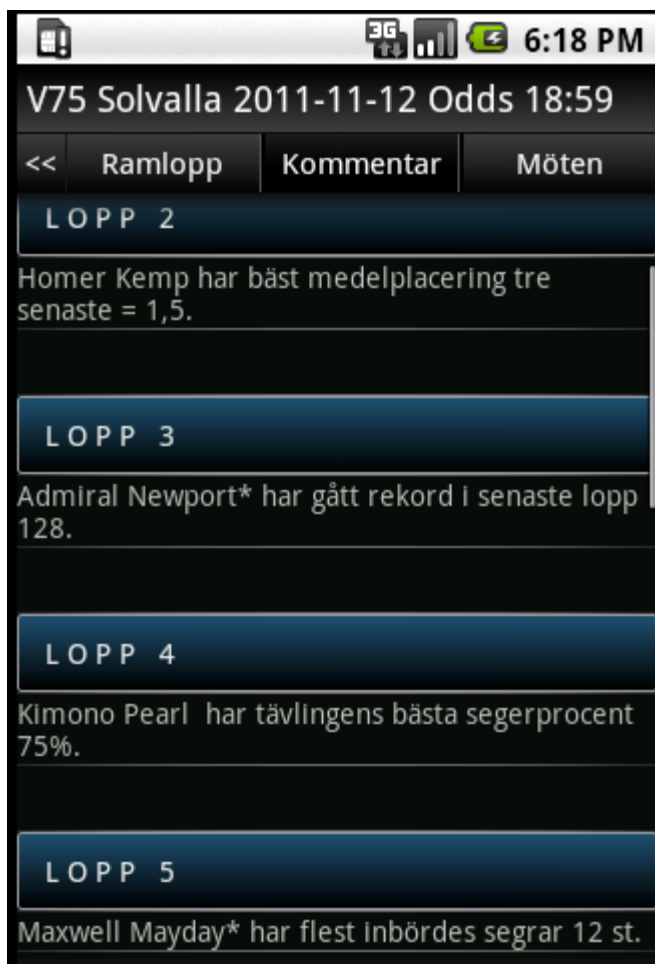 3G 6:18 PM
V75 Solvalla 2011-11-12 Odds 18:59
<< Ramlopp Kommentar Möten
LOPP 2
Homer Kemp har bäst medelplacering tre
senaste = 1,5.
LOPP 3
Admiral Newport* har gått rekord i senaste lopp
128.
LOPP 4
Kimono Pearl  har tävlingens bästa segerprocent
75%.
LOPP 5
Maxwell Mayday* har flest inbördes segrar 12 st.